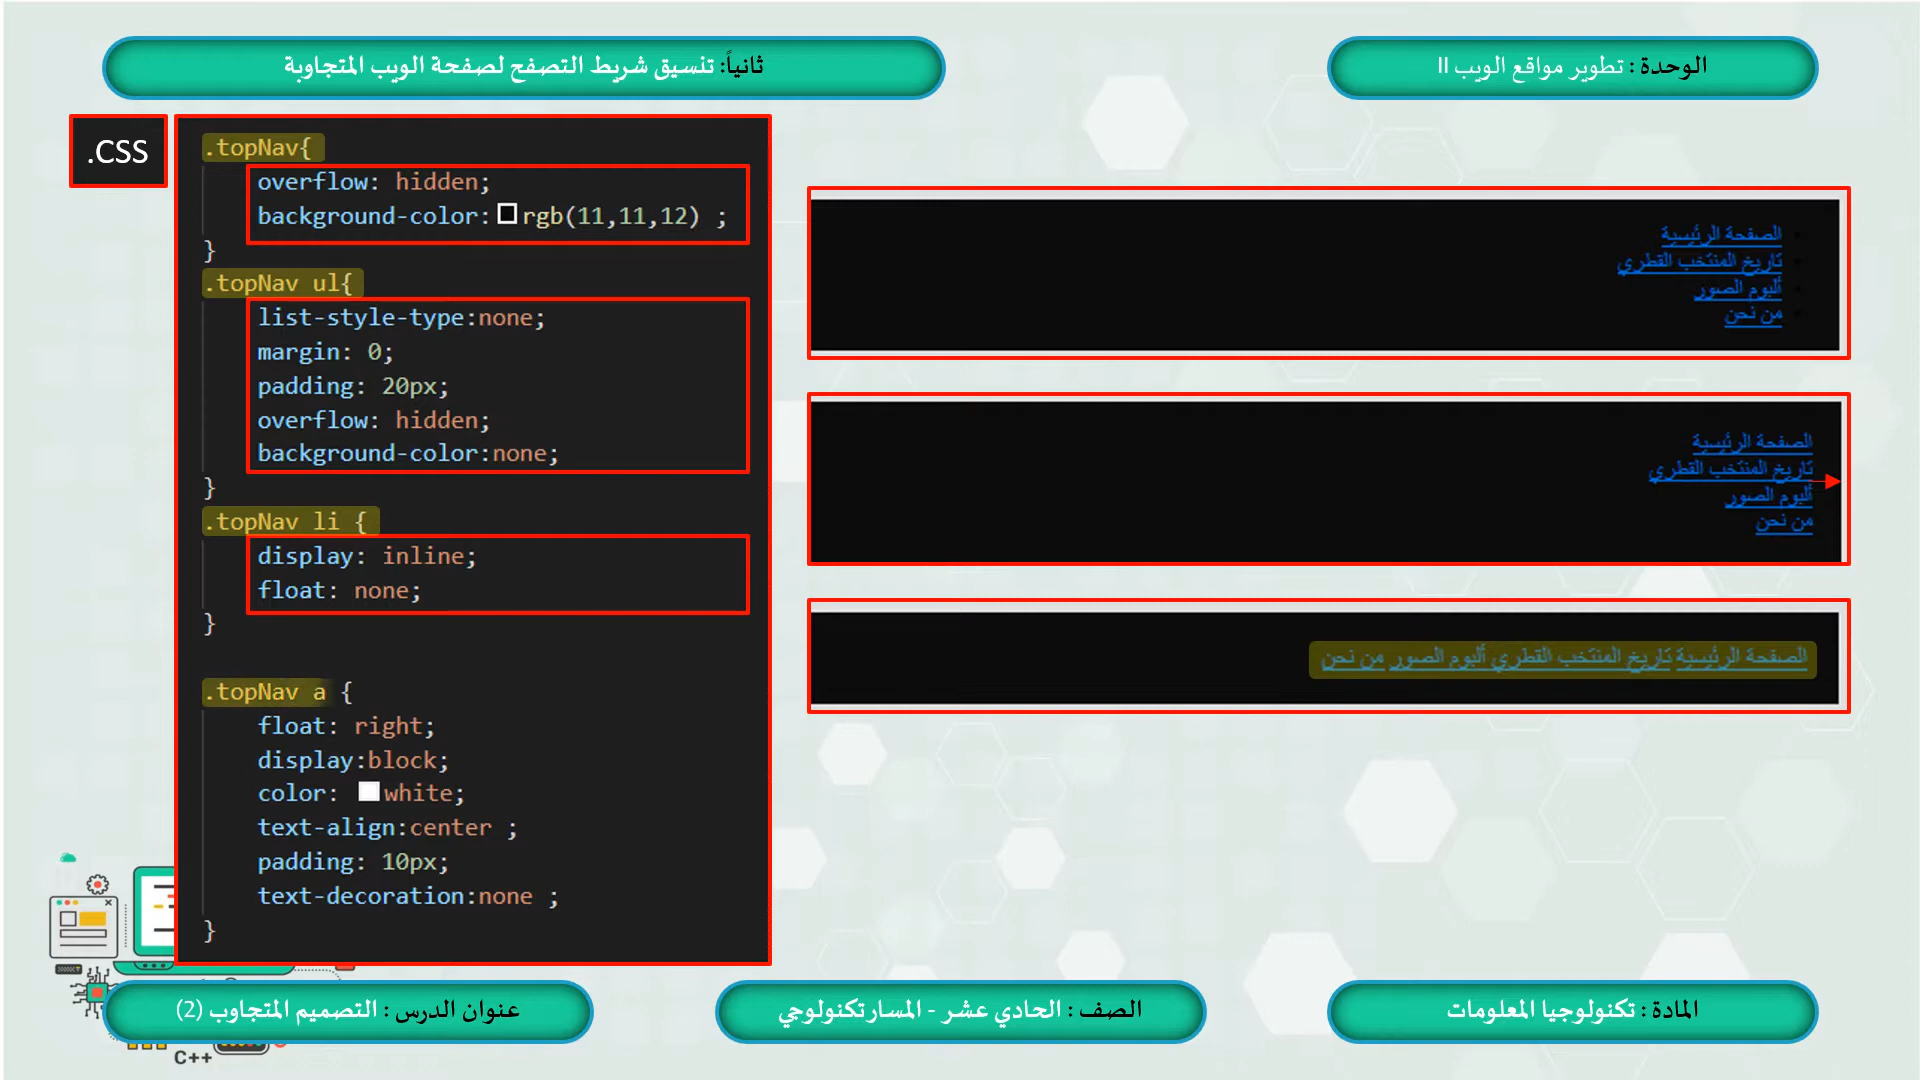 الوحدة : تطوير مواقع الويب II
ثانياً: تنسيق شريط التصفح لصفحة الويب المتجاوبة
.CSS
.topNav{
overflow: hidden;
background-color: rgb(11,11,12) ;
}
.topNav ul{
list-style-type:none;
margin: 0;
padding: 20px;
overflow: hidden;
background-color:none;
}
.topNav li {
display: inline;
float: none;
}
.topNav a {
float: right;
display:block;
color: white;
text-align:center ;
padding: 10px;
text-decoration:none ;
}
الصفحة الرئيسية
تاريخ المنتخب القطري
ألبوم الصور
من نحن
الصفحة الرئيسية
تاريخ المنتخب القطري
ألبوم الصور
من نحن
الصفحة الرئيسية تاريخ المنتخب القطري ألبوم الصور من نحن
المادة : تكنولوجيا المعلومات
الصف : الحادي عشر - المسار تكنولوجي
عنوان الدرس : التصميم المتجاوب (2)
C++